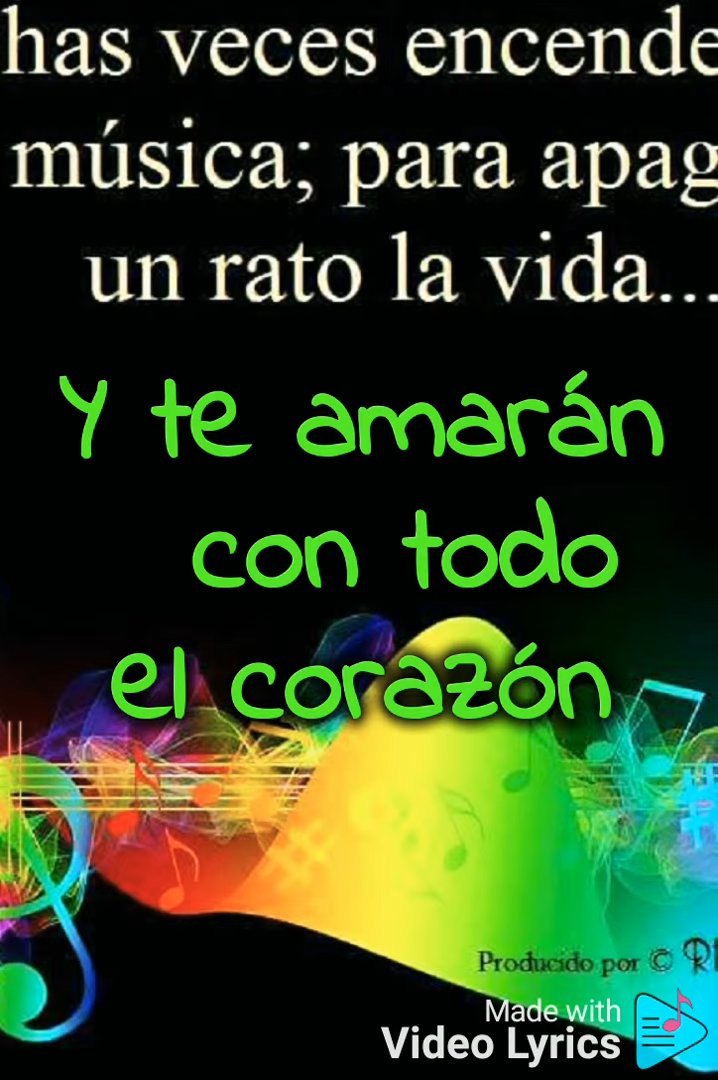 has veces encende
música; para apag
un rato la vida...
Y te amarán
con todo
el corazón
Producido por ©
Made with
Video Lyrics